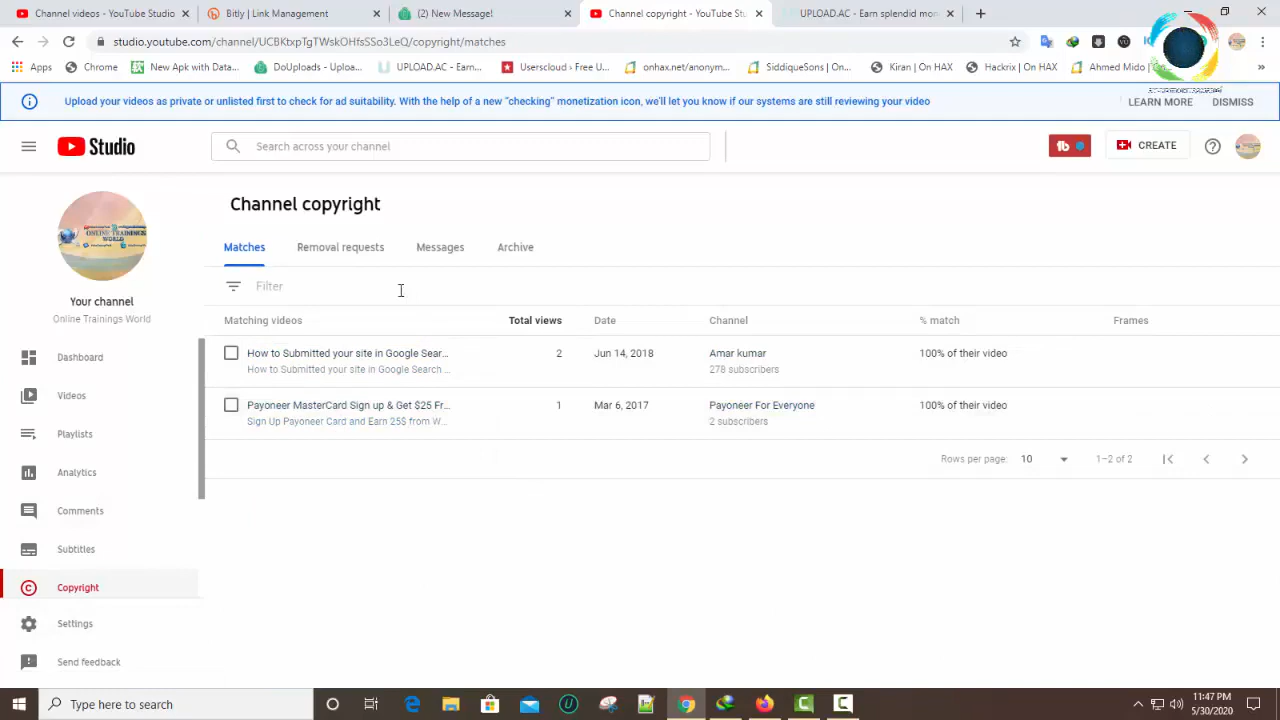 Channel videos - YouTube Studio
Bitly | Link Management
(2) New Message!
Channel copyright - YouTube Stu
UPLOAD.AC - Earn splendid mon
studio.youtube.com/channel/UCBKtxpTgTWskOHfsSSo3LeQ/copyright/matches
Apps
Chrome
New Apk with Data...
DoUploads - Uploa...
UPLOAD.AC - Earn...
Userscloud › Free U...
onhax.net/anonym...
SiddiqueSons | On...
Kiran | On HAX
Hackrix | On HAX
Ahmed Mido | On...
»
Upload your videos as private or unlisted first to check for ad suitability. With the help of a new "checking" monetization icon, we'll let you know if our systems are still reviewing your video
LEARN MORE
DISMISS
Studio
Search across your channel
CREATE
ONLINE TRAININGS
WORLD
Your channel
Online Trainings World
Dashboard
Videos
Playlists
Analytics
Comments
Subtitles
Copyright
Settings
Send feedback
Channel copyright
Matches
Removal requests
Messages
Archive
Filter
Matching videos
Total views
Date
Channel
% match
Frames
How to Submitted your site in Google Sear...
2
Jun 14, 2018
Amar kumar
100% of their video
How to Submitted your site in Google Search ...
278 subscribers
Payoneer MasterCard Sign up & Get $25 Fr...
1
Mar 6, 2017
Payoneer For Everyone
100% of their video
Sign Up Payoneer Card and Earn 25$ from W...
2 subscribers
Rows per page:
10
1–2 of 2
Type here to search
11:47 PM
5/30/2020